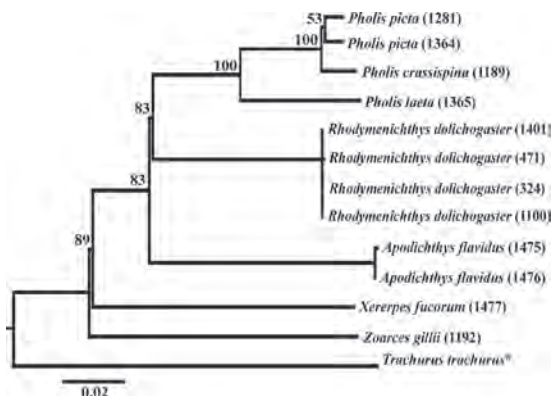 53
Pholis picta (1281)
100
Pholis picta (1364)
100
Pholis crassispina (1189)
Pholis laeta (1365)
83
Rhodymenichthys dolichogaster (1401)
Rhodymenichthys dolichogaster (471)
83
Rhodymenichthys dolichogaster (324)
Rhodymenichthys dolichogaster (1100)
89
Apodichthys flavidus (1475)
Apodichthys flavidus (1476)
Xererpes fucorum (1477)
Zoarces gillii (1192)
Trachurus trachurus*
0.02